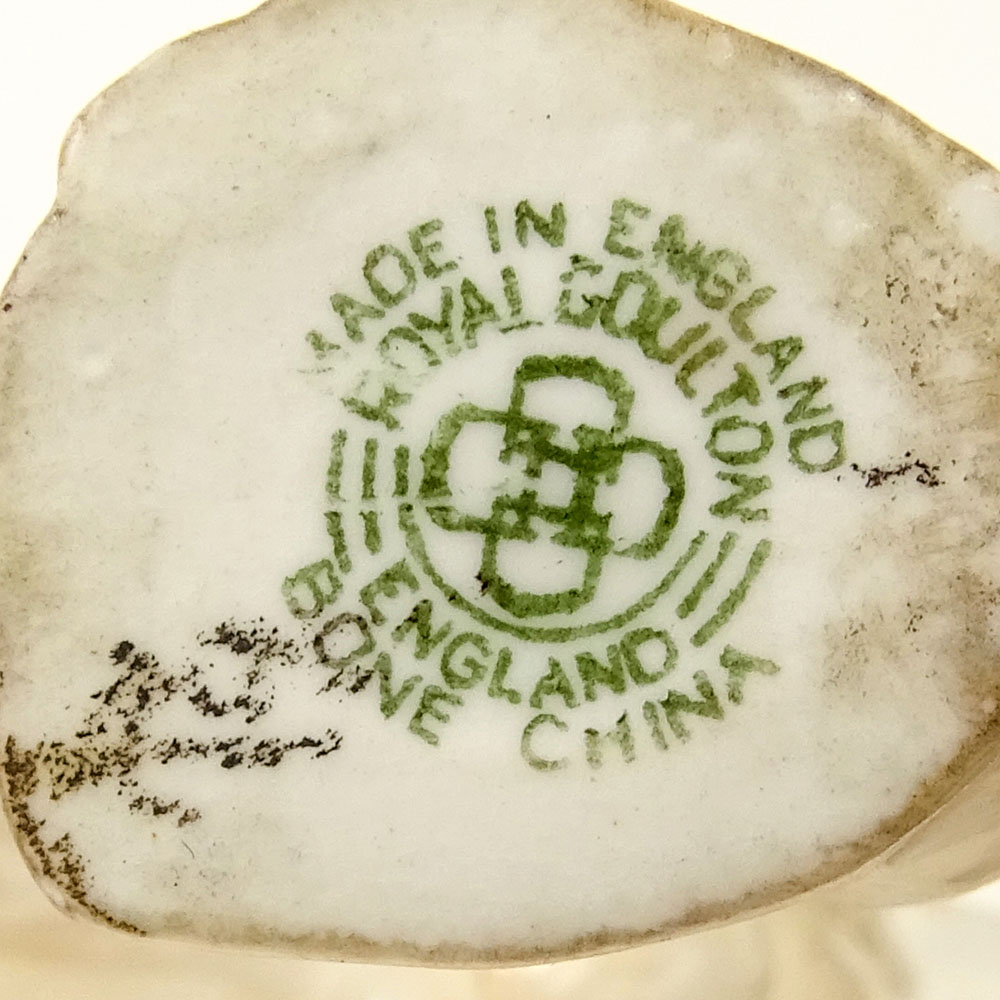 MADE IN ENGLAND
ROYAL DOULTON
ENGLAND
BONE CHINA